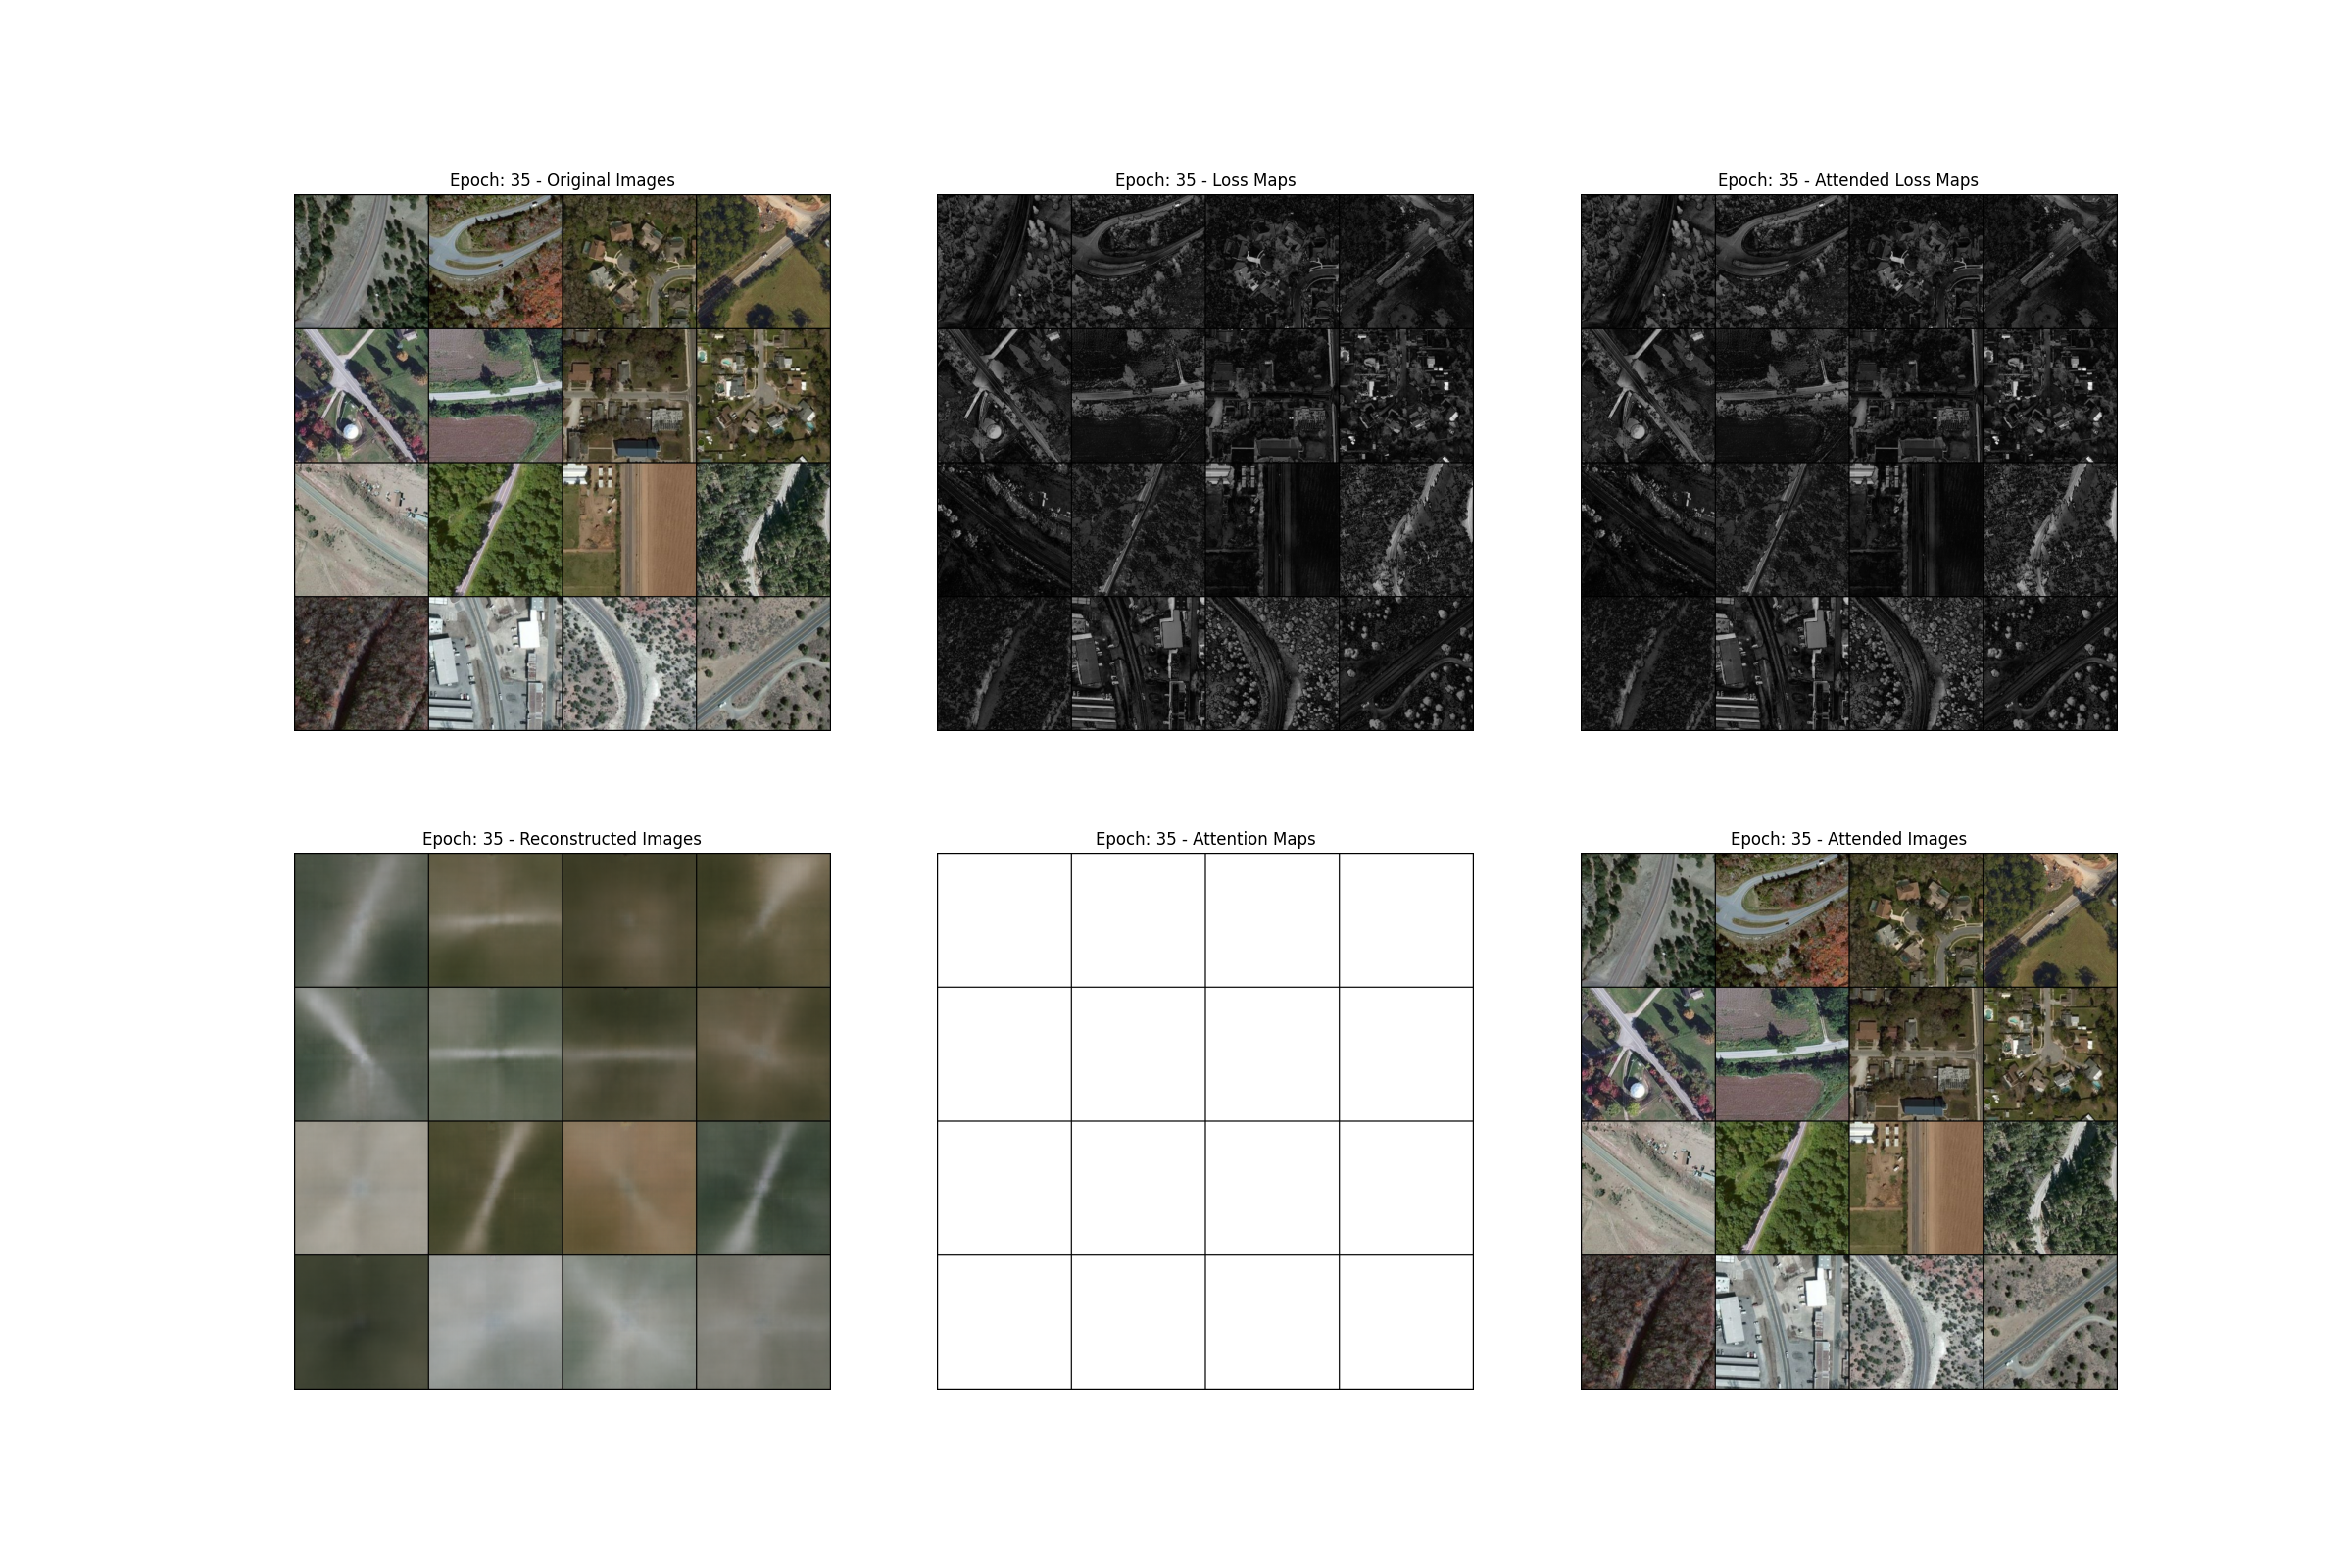 Epoch: 35 - Original Images
Epoch: 35 - Loss Maps
Epoch: 35 - Attended Loss Maps
Epoch: 35 - Reconstructed Images
Epoch: 35 - Attention Maps
Epoch: 35 - Attended Images